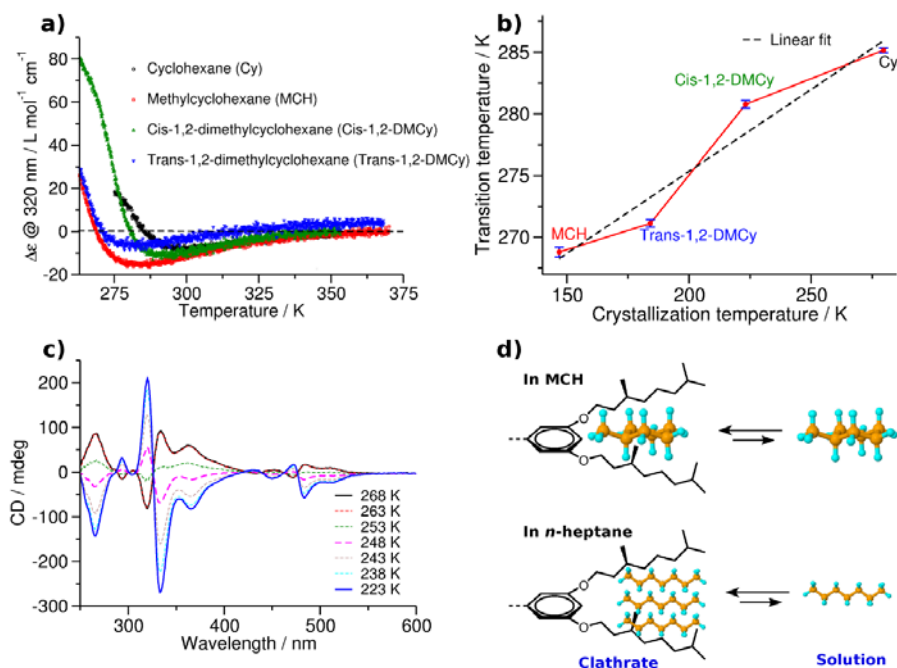 a)
80
60
40
20
0
-10
-20
Δε @ 320 nm / L mol⁻¹ cm⁻¹
Cyclohexane (Cy)
Methylcyclohexane (MCH)
Cis-1,2-dimethylcyclohexane (Cis-1,2-DMCy)
Trans-1,2-dimethylcyclohexane (Trans-1,2-DMCy)
275 300 325 350 375
Temperature / K
b)
285
280
275
270
Transition temperature / K
Linear fit
Cis-1,2-DMCy
Cy
MCH
Trans-1,2-DMCy
150 200 250
Crystallization temperature / K
c)
200
100
0
-100
-200
-300
CD / mdeg
268 K
263 K
253 K
248 K
243 K
238 K
223 K
300 400 500 600
Wavelength / nm
d)
In MCH
O
O
In n-heptane
O
O
Clathrate
Solution